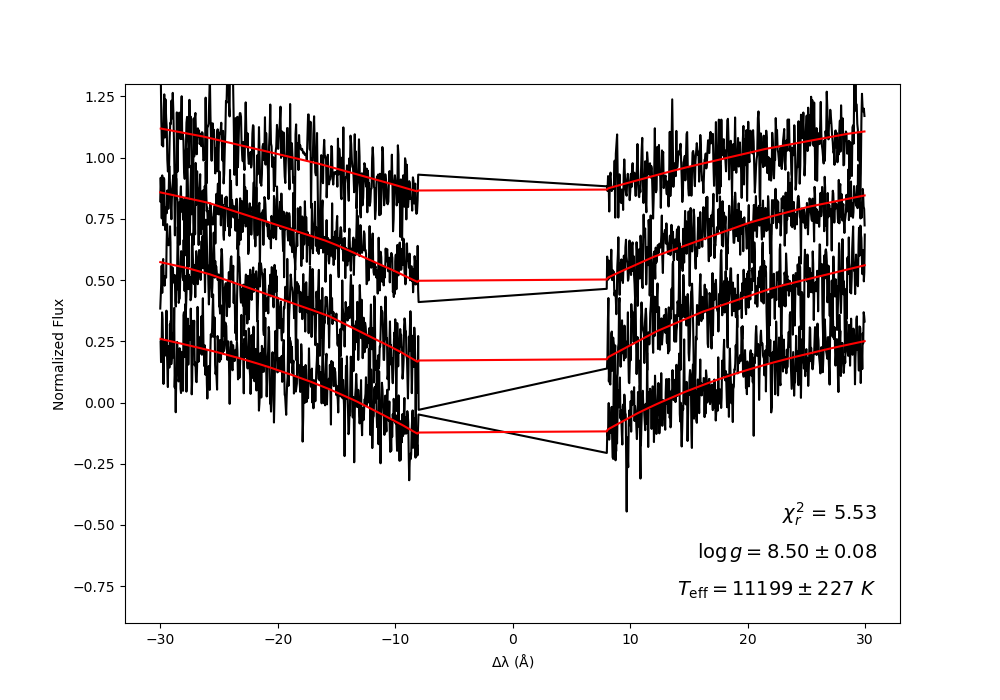 1.25
1.00
0.75
0.50
0.25
0.00
−0.25
−0.50
−0.75
Normalized Flux
χ²ᵣ = 5.53
log g = 8.50 ± 0.08
T_eff = 11199 ± 227 K
−30 −20 −10 0 10 20 30
Δλ (Å)